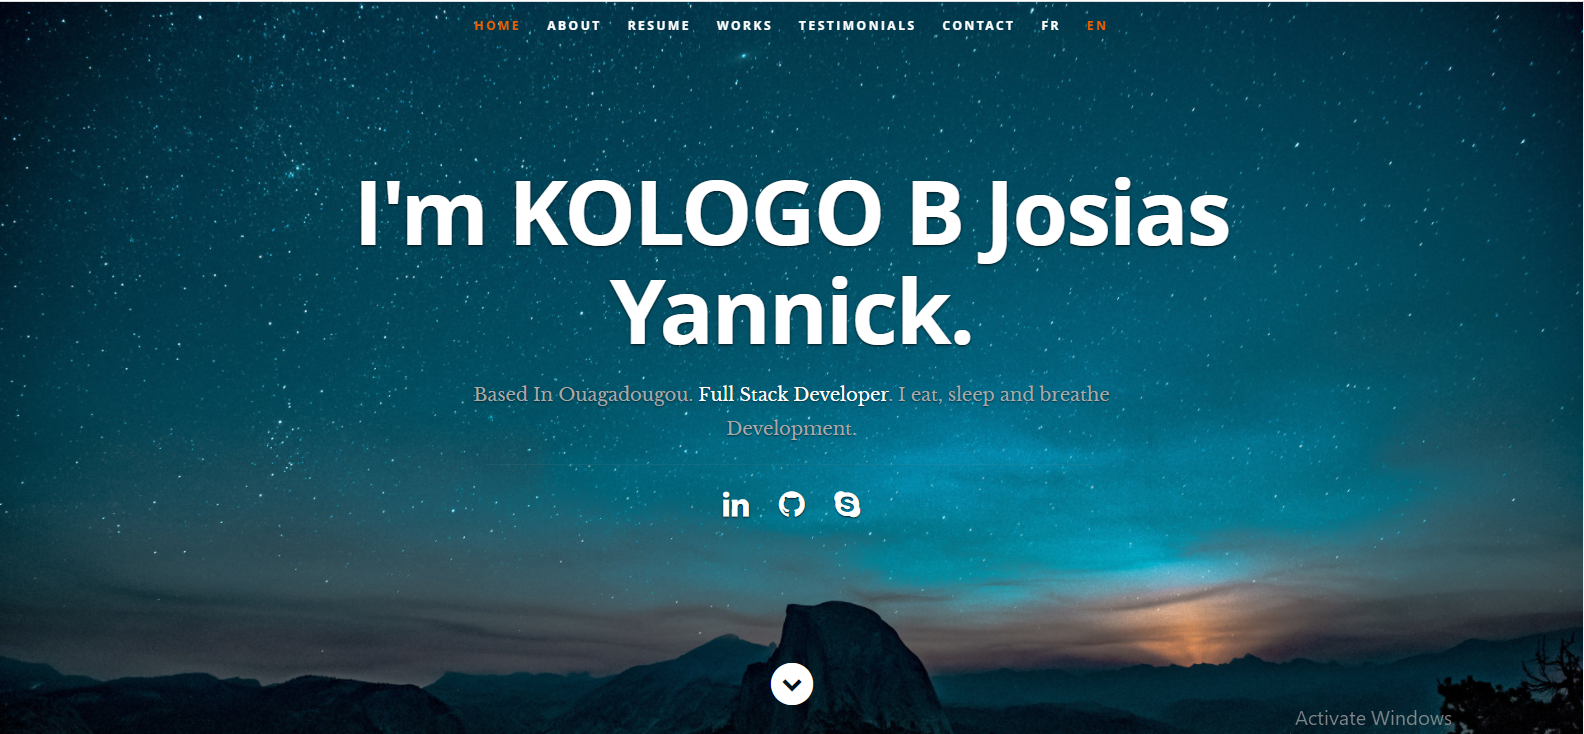 HOME ABOUT RESUME WORKS TESTIMONIALS CONTACT FR EN
I'm KOLOGO B Josias
Yannick.
Based In Ouagadougou. Full Stack Developer. I eat, sleep and breathe
Development.
in S
Activate Windows